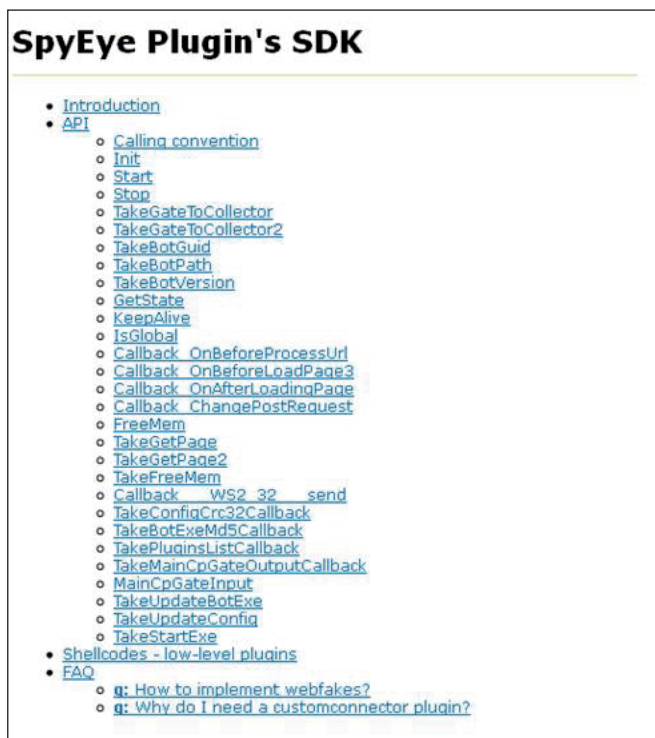 SpyEye Plugin's SDK
Introduction
API
Calling convention
Init
Start
Stop
TakeGateToCollector
TakeGateToCollector2
TakeBotGuid
TakeBotPath
TakeBotVersion
GetState
KeepAlive
IsGlobal
Callback_OnBeforeProcessUrl
Callback_OnBeforeLoadPage3
Callback_OnAfterLoadingPage
Callback_ChangePostRequest
FreeMem
TakeGetPage
TakeGetPage2
TakeFreeMem
Callback___WS2_32___send
TakeConfigCrc32Callback
TakeBotExeMd5Callback
TakePluginsListCallback
TakeMainCpGateOutputCallback
MainCpGateInput
TakeUpdateBotExe
TakeUpdateConfig
TakeStartExe
Shellcodes - low-level plugins
FAQ
q: How to implement webfakes?
q: Why do I need a customconnector plugin?